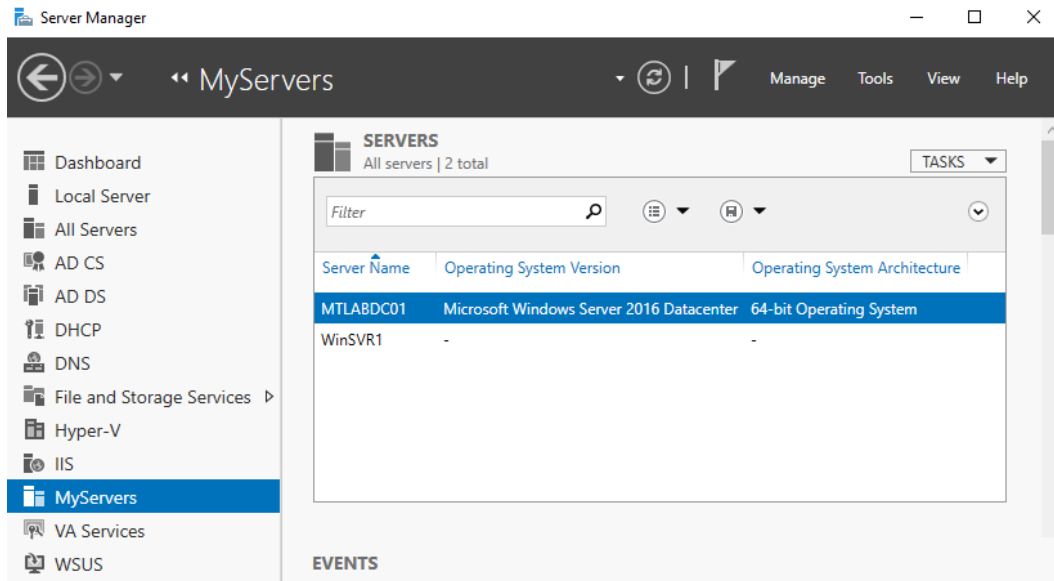 Server Manager
MyServers
Manage Tools View Help
Dashboard
Local Server
All Servers
AD CS
AD DS
DHCP
DNS
File and Storage Services
Hyper-V
IIS
MyServers
VA Services
WSUS
SERVERS
All servers | 2 total
TASKS
Filter
Server Name Operating System Version Operating System Architecture
MTLABDC01 Microsoft Windows Server 2016 Datacenter 64-bit Operating System
WinSVR1 - -
EVENTS